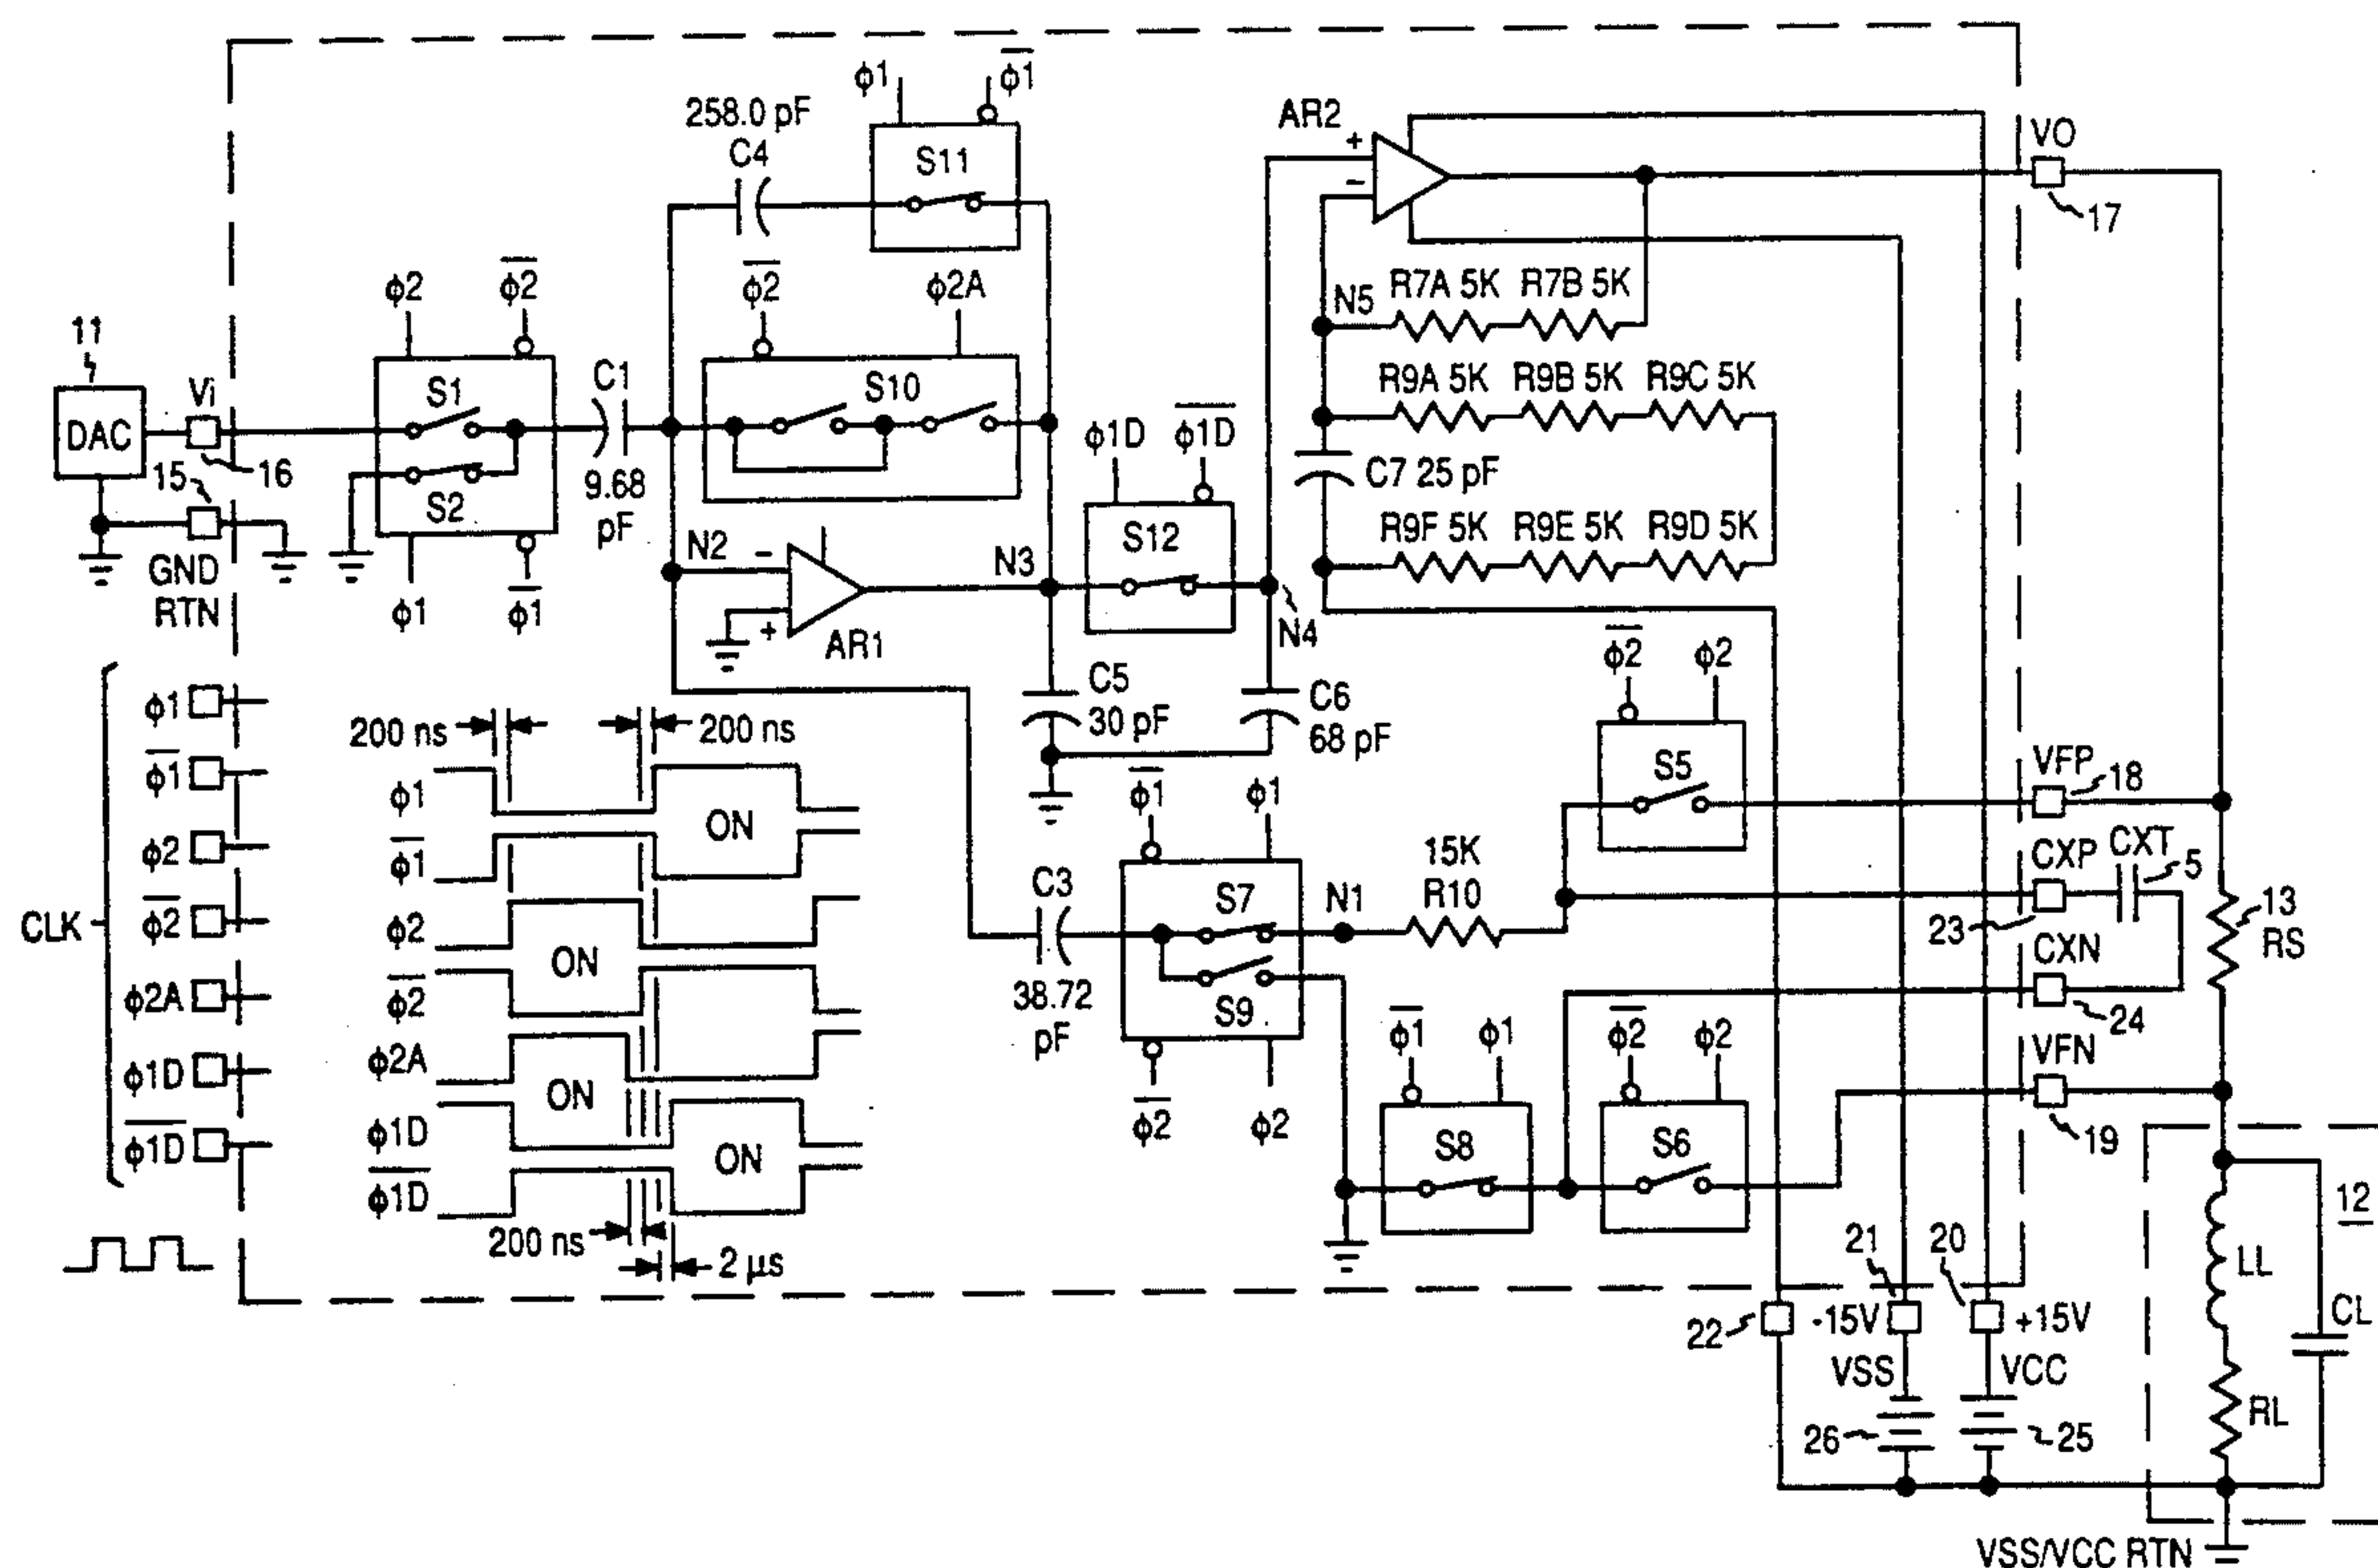 φ1
φ1̅
258.0 pF
C4
S11
AR2
+
−
VO
17
φ2
φ2̅
φ2̅
φ2A
N5
R7A 5K
R7B 5K
11
DAC
Vi
16
S1
S2
C1
9.68
pF
S10
φ1D
φ1D̅
R9A 5K
R9B 5K
R9C 5K
C7 25 pF
15
GND
RTN
φ1
φ1̅
N2
−
+
AR1
N3
S12
N4
R9F 5K
R9E 5K
R9D 5K
C5
30 pF
C6
68 pF
φ2̅
φ2
S5
VFP
18
CLK
φ1
φ1̅
φ2
φ2̅
φ2A
φ1D
φ1D̅
200 ns
200 ns
φ1
ON
φ1̅
φ2
ON
φ2̅
φ2A
ON
φ1D
ON
φ1D̅
200 ns
2 μs
φ1̅
φ1
C3
38.72
pF
S7
S9
φ2̅
φ2
N1
15K
R10
CXP
CXT
5
23
13
RS
CXN
24
VFN
19
φ1̅
φ1
S8
φ2̅
φ2
S6
12
LL
CL
RL
22
21
20
-15V
+15V
VSS
VCC
26
25
VSS/VCC RTN